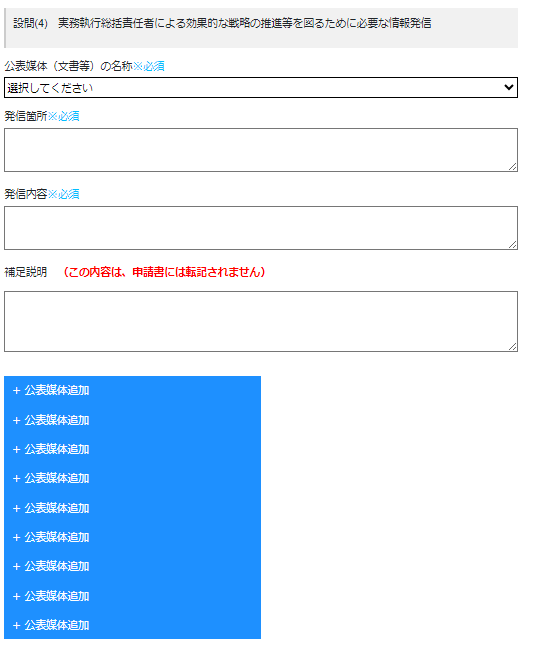 設問(4) 実務執行総括責任者による効果的な戦略の推進等を図るために必要な情報発信
公表媒体（文書等）の名称※必須
選択してください
発信箇所※必須
発信内容※必須
補足説明 （この内容は、申請書には転記されません）
+ 公表媒体追加
+ 公表媒体追加
+ 公表媒体追加
+ 公表媒体追加
+ 公表媒体追加
+ 公表媒体追加
+ 公表媒体追加
+ 公表媒体追加
+ 公表媒体追加